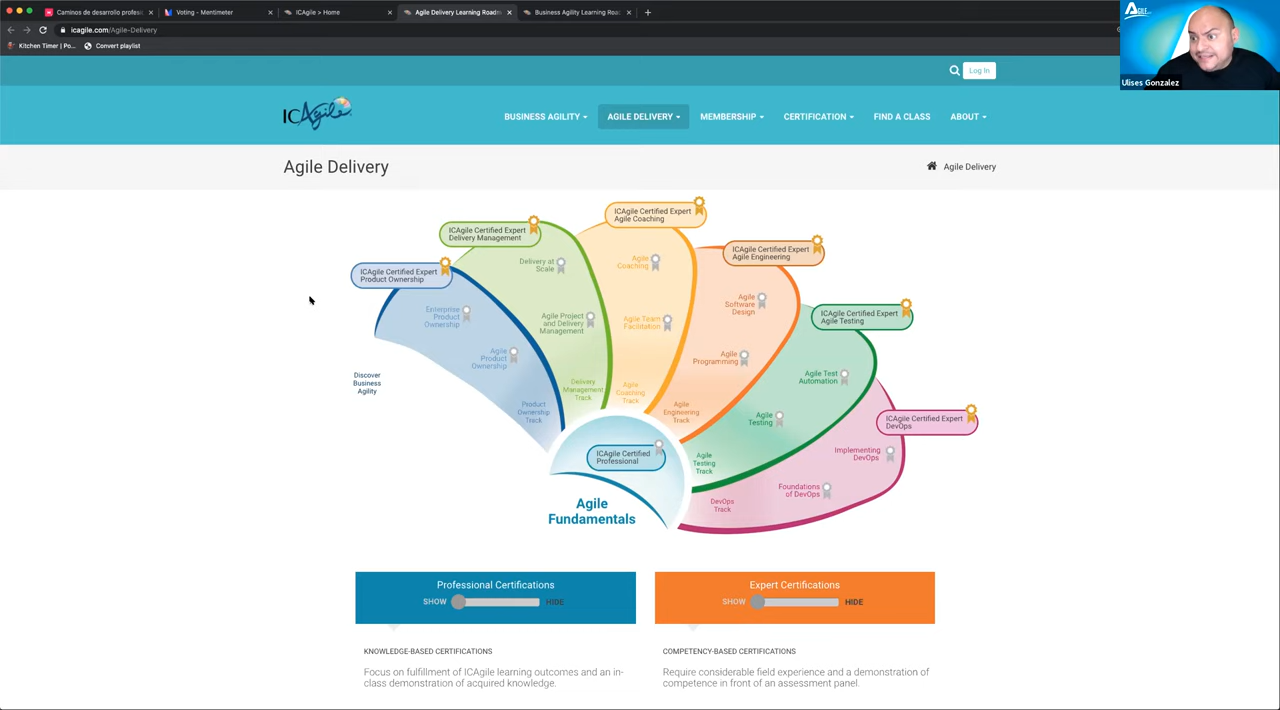 Caminos de desarrollo profes
Voting - Mentimeter
ICAgile > Home
Agile Delivery Learning Roadm
Business Agility Learning Roa
icagile.com/Agile-Delivery
Kitchen Timer | Po...
Convert playlist
AGILE
Ulises Gonzalez
Log In
ICAgile
BUSINESS AGILITY
AGILE DELIVERY
MEMBERSHIP
CERTIFICATION
FIND A CLASS
ABOUT
Agile Delivery
Agile Delivery
ICAgile Certified Expert
Product Ownership
Enterprise
Product
Ownership
Agile
Product
Ownership
Product
Ownership
Track
Discover
Business
Agility
ICAgile Certified Expert
Delivery Management
Delivery at
Scale
Agile Project
and Delivery
Management
Delivery
Management
Track
ICAgile Certified Expert
Agile Coaching
Agile
Coaching
Agile Team
Facilitation
Agile
Coaching
Track
ICAgile Certified Expert
Agile Engineering
Agile
Software
Design
Agile
Programming
Agile
Engineering
Track
ICAgile Certified Expert
Agile Testing
Agile Test
Automation
Agile
Testing
Agile
Testing
Track
ICAgile Certified Expert
DevOps
Implementing
DevOps
Foundations
of DevOps
DevOps
Track
ICAgile Certified
Professional
Agile
Fundamentals
Professional Certifications
SHOW HIDE
Expert Certifications
SHOW HIDE
KNOWLEDGE-BASED CERTIFICATIONS
Focus on fulfillment of ICAgile learning outcomes and an in-
class demonstration of acquired knowledge.
COMPETENCY-BASED CERTIFICATIONS
Require considerable field experience and a demonstration of
competence in front of an assessment panel.